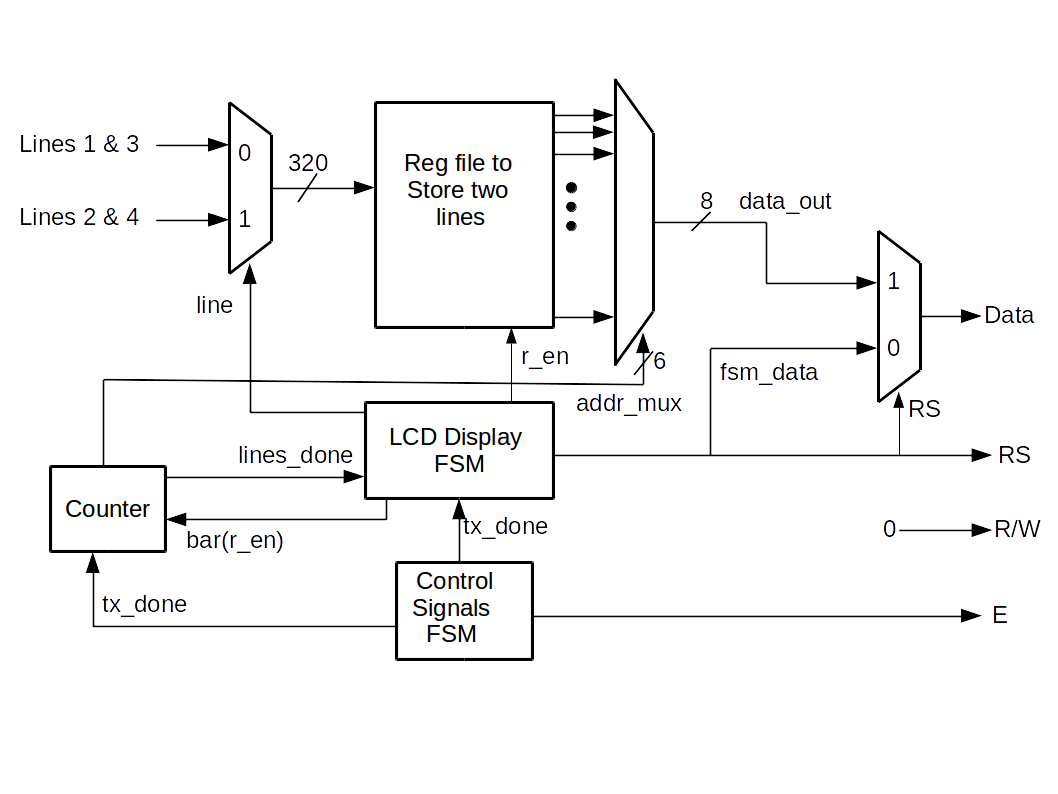 Lines 1 & 3
0
320
Reg file to
Store two
lines
8
data_out
Lines 2 & 4
1
1
line
Data
0
r_en
6
fsm_data
addr_mux
RS
LCD Display
FSM
lines_done
RS
Counter
bar(r_en)
tx_done
0
R/W
Control
Signals
FSM
tx_done
E